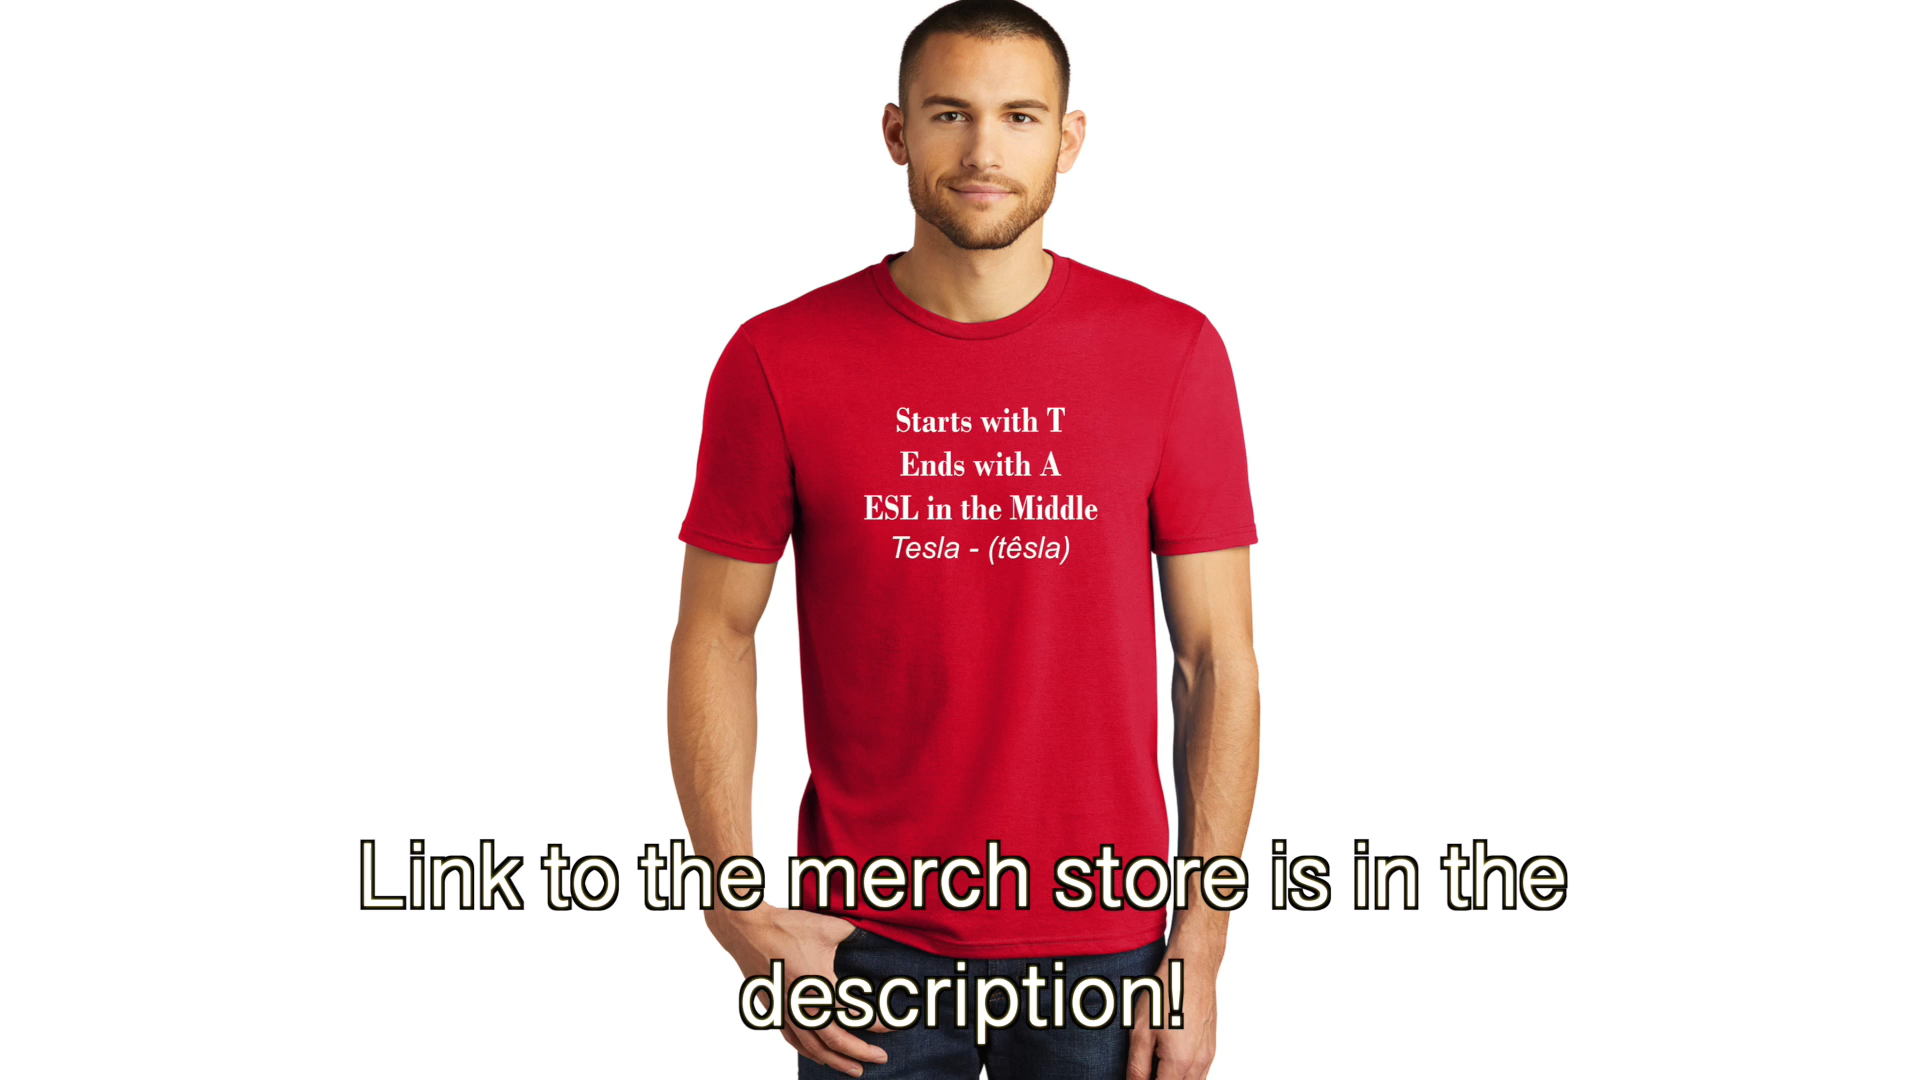 Starts with T
Ends with A
ESL in the Middle
Tesla - (têsla)
Link to the merch store is in the
description!